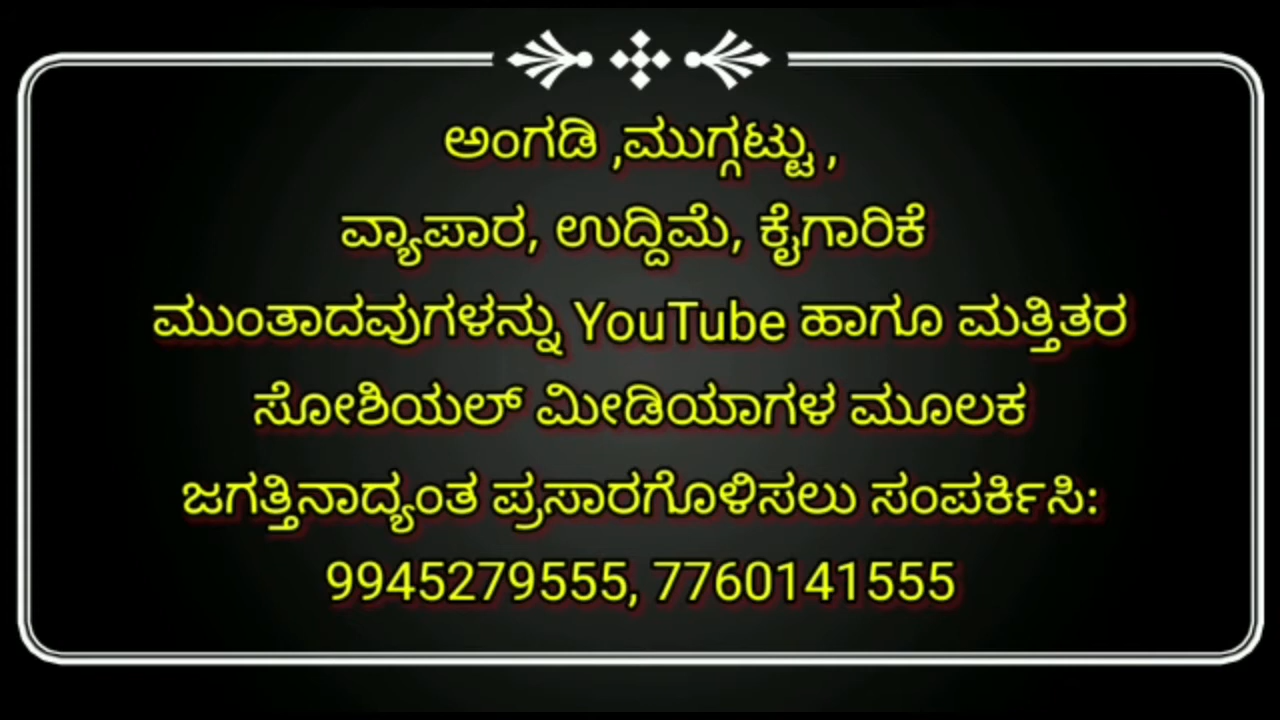 ಅಂಗಡಿ ,ಮುಗ್ಗಟ್ಟು ,
ವ್ಯಾಪಾರ, ಉದ್ದಿಮೆ, ಕೈಗಾರಿಕೆ
ಮುಂತಾದವುಗಳನ್ನು YouTube ಹಾಗೂ ಮತ್ತಿತರ
ಸೋಶಿಯಲ್ ಮೀಡಿಯಾಗಳ ಮೂಲಕ
ಜಗತ್ತಿನಾದ್ಯಂತ ಪ್ರಸಾರಗೊಳಿಸಲು ಸಂಪರ್ಕಿಸಿ:
9945279555, 7760141555